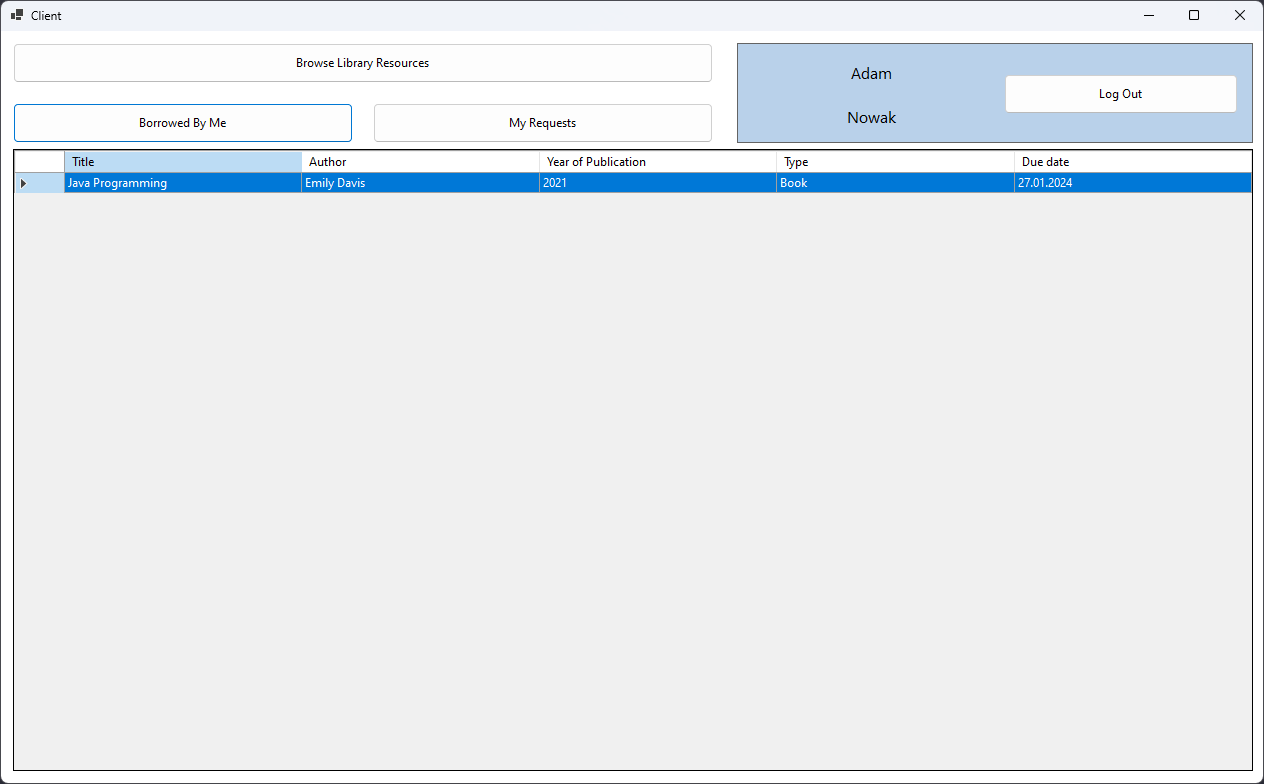 Client
Browse Library Resources
Borrowed By Me
My Requests
Adam
Nowak
Log Out
Title Author Year of Publication Type Due date
Java Programming Emily Davis 2021 Book 27.01.2024